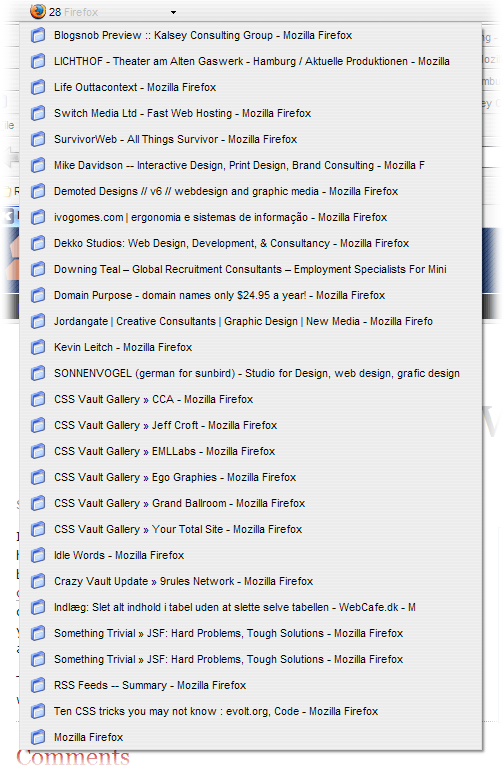 28 Firefox
Blogsnob Preview :: Kalsey Consulting Group - Mozilla Firefox
LICHTHOF - Theater am Alten Gaswerk - Hamburg / Aktuelle Produktionen - Mozilla
Life Outtacontext - Mozilla Firefox
Switch Media Ltd - Fast Web Hosting - Mozilla Firefox
SurvivorWeb - All Things Survivor - Mozilla Firefox
Mike Davidson -- Interactive Design, Print Design, Brand Consulting - Mozilla F
Demoted Designs // v6 // webdesign and graphic media - Mozilla Firefox
ivogomes.com | ergonomia e sistemas de informação - Mozilla Firefox
Dekko Studios: Web Design, Development, & Consultancy - Mozilla Firefox
Downing Teal – Global Recruitment Consultants – Employment Specialists For Mini
Domain Purpose - domain names only $24.95 a year! - Mozilla Firefox
Jordangate | Creative Consultants | Graphic Design | New Media - Mozilla Firefo
Kevin Leitch - Mozilla Firefox
SONNENVOGEL (german for sunbird) - Studio for Design, web design, grafic design
CSS Vault Gallery » CCA - Mozilla Firefox
CSS Vault Gallery » Jeff Croft - Mozilla Firefox
CSS Vault Gallery » EMLLabs - Mozilla Firefox
CSS Vault Gallery » Ego Graphies - Mozilla Firefox
CSS Vault Gallery » Grand Ballroom - Mozilla Firefox
CSS Vault Gallery » Your Total Site - Mozilla Firefox
Idle Words - Mozilla Firefox
Crazy Vault Update » 9rules Network - Mozilla Firefox
Indlæg: Slet alt indhold i tabel uden at slette selve tabellen - WebCafe.dk - M
Something Trivial » JSF: Hard Problems, Tough Solutions - Mozilla Firefox
Something Trivial » JSF: Hard Problems, Tough Solutions - Mozilla Firefox
RSS Feeds -- Summary - Mozilla Firefox
Ten CSS tricks you may not know : evolt.org, Code - Mozilla Firefox
Mozilla Firefox
Comments